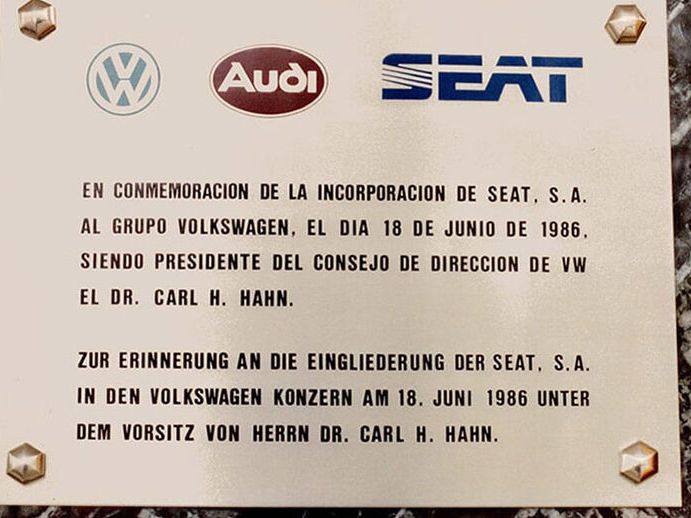 VW Audi SEAT
EN CONMEMORACION DE LA INCORPORACION DE SEAT, S.A.
AL GRUPO VOLKSWAGEN, EL DIA 18 DE JUNIO DE 1986,
SIENDO PRESIDENTE DEL CONSEJO DE DIRECCION DE VW
EL DR. CARL H. HAHN.
ZUR ERINNERUNG AN DIE EINGLIEDERUNG DER SEAT, S.A.
IN DEN VOLKSWAGEN KONZERN AM 18. JUNI 1986 UNTER
DEM VORSITZ VON HERRN DR. CARL H. HAHN.